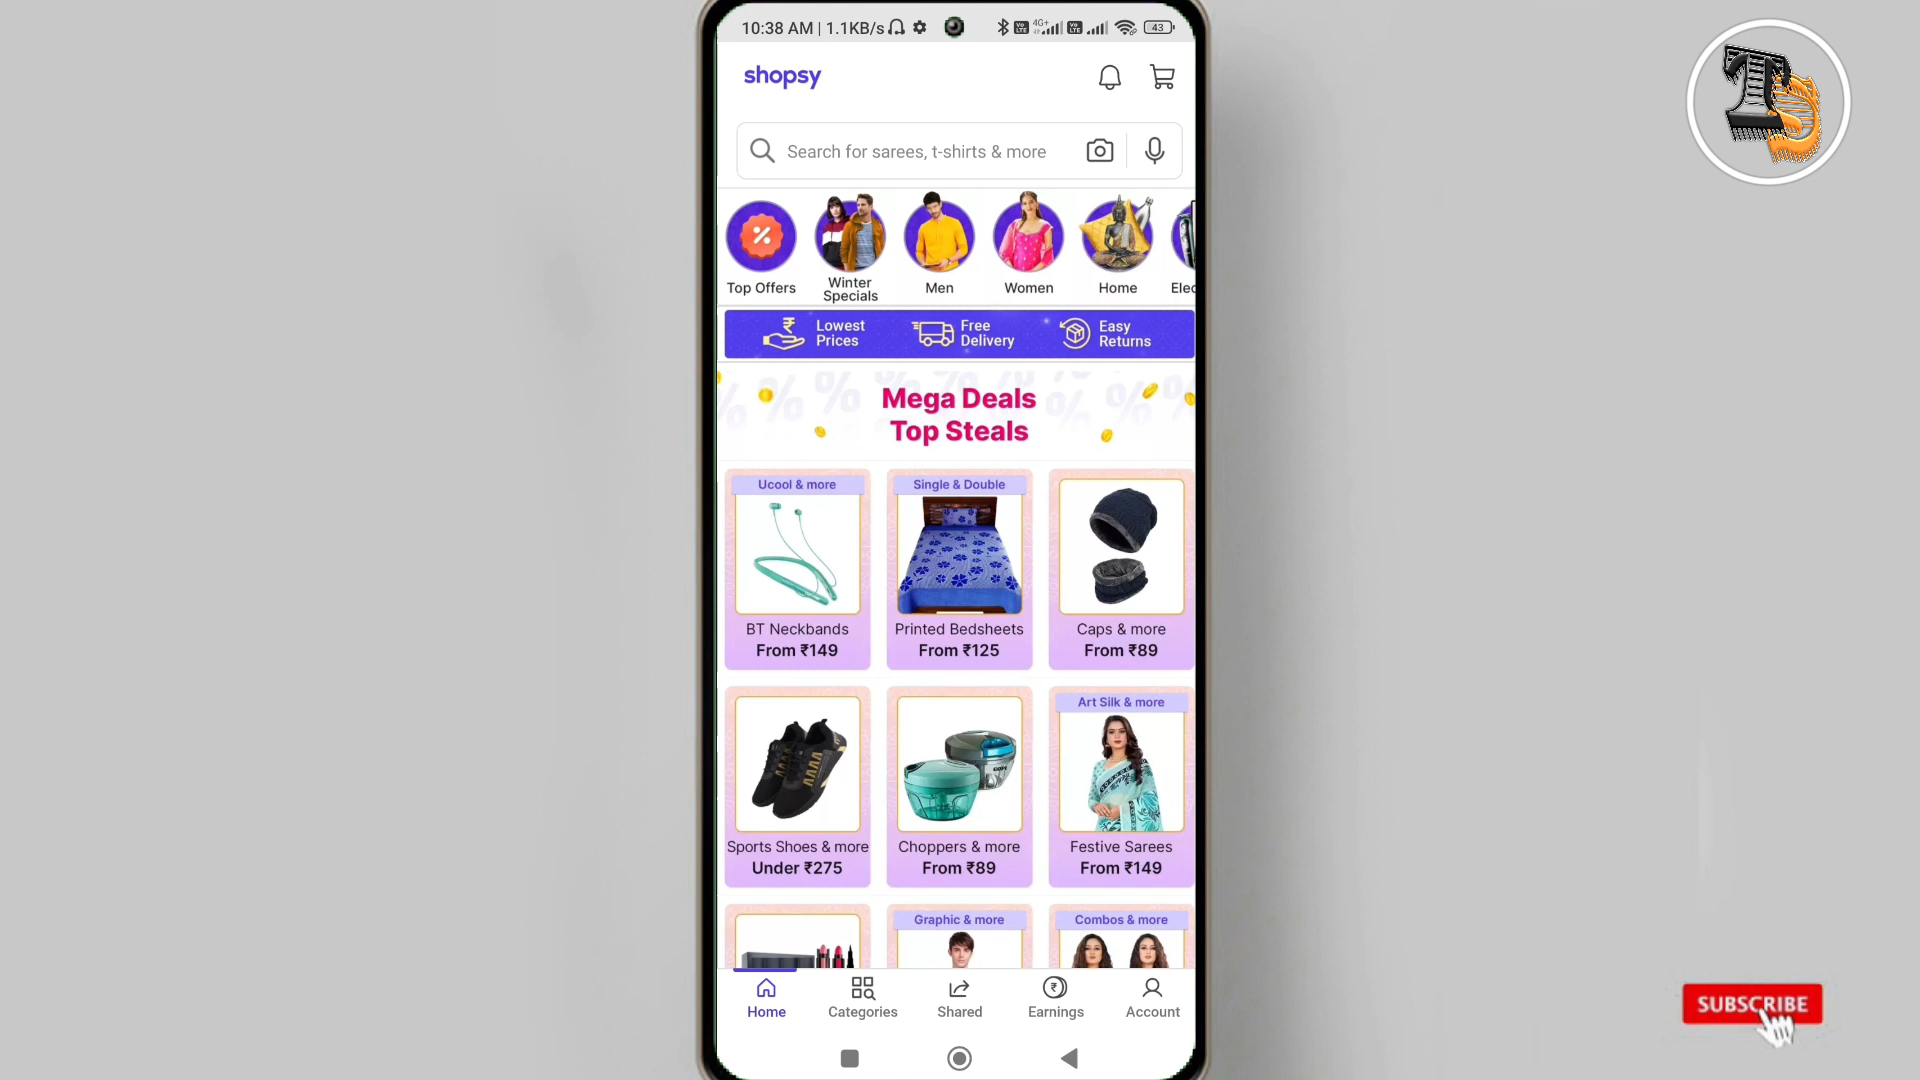 10:38 AM | 1.1KB/s
4G+
43
shopsy
Search for sarees, t-shirts & more
Top Offers
Winter
Specials
Men
Women
Home
Elec
Lowest
Prices
Free
Delivery
Easy
Returns
Mega Deals
Top Steals
Ucool & more
BT Neckbands
From ₹149
Single & Double
Printed Bedsheets
From ₹125
Caps & more
From ₹89
Sports Shoes & more
Under ₹275
Choppers & more
From ₹89
Art Silk & more
Festive Sarees
From ₹149
Graphic & more
Combos & more
Home
Categories
Shared
Earnings
Account
SUBSCRIBE